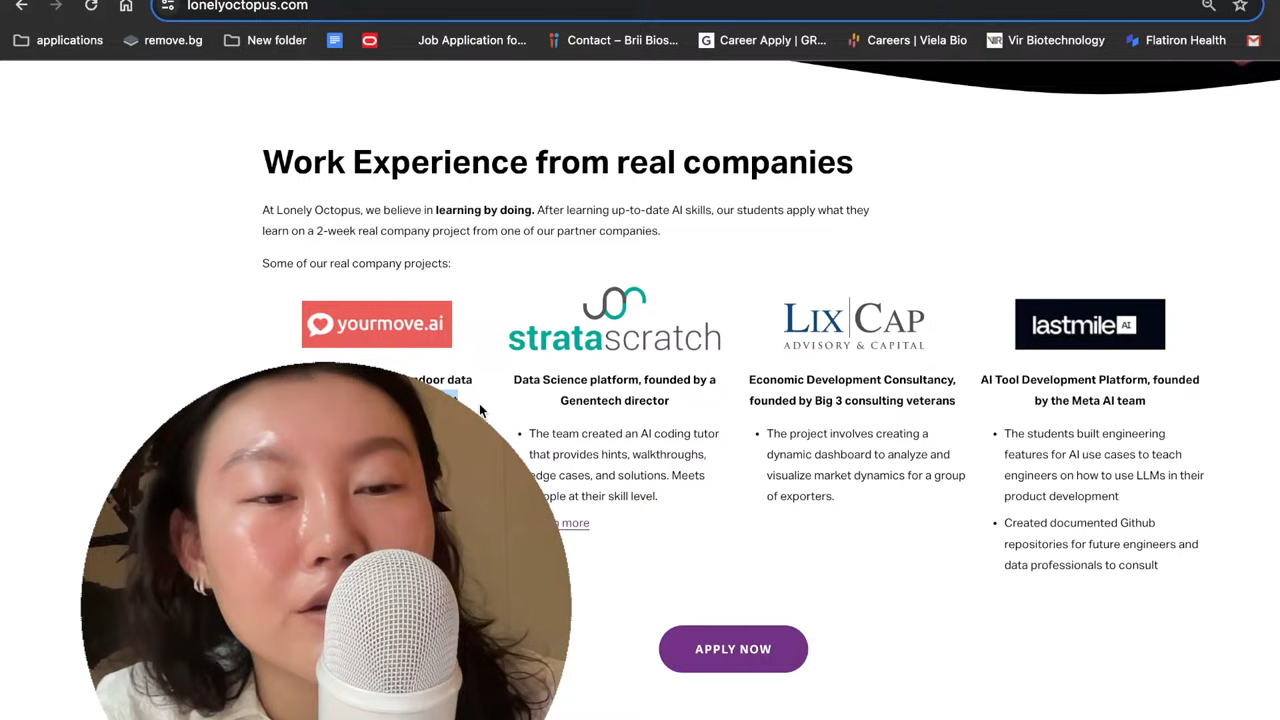 lonelyoctopus.com
applications
remove.bg
New folder
Job Application fo...
Contact – Brii Bios...
G
Career Apply | GR...
Careers | Viela Bio
VIR
Vir Biotechnology
Flatiron Health
Work Experience from real companies
At Lonely Octopus, we believe in learning by doing. After learning up-to-date AI skills, our students apply what they
learn on a 2-week real company project from one of our partner companies.
Some of our real company projects:
yourmove.ai
data
stratascratch
Data Science platform, founded by a
Genentech director
• The team created an AI coding tutor
that provides hints, walkthroughs,
edge cases, and solutions. Meets
people at their skill level.
more
LIX CAP
ADVISORY & CAPITAL
Economic Development Consultancy,
founded by Big 3 consulting veterans
• The project involves creating a
dynamic dashboard to analyze and
visualize market dynamics for a group
of exporters.
lastmile AI
AI Tool Development Platform, founded
by the Meta AI team
• The students built engineering
features for AI use cases to teach
engineers on how to use LLMs in their
product development
• Created documented Github
repositories for future engineers and
data professionals to consult
APPLY NOW